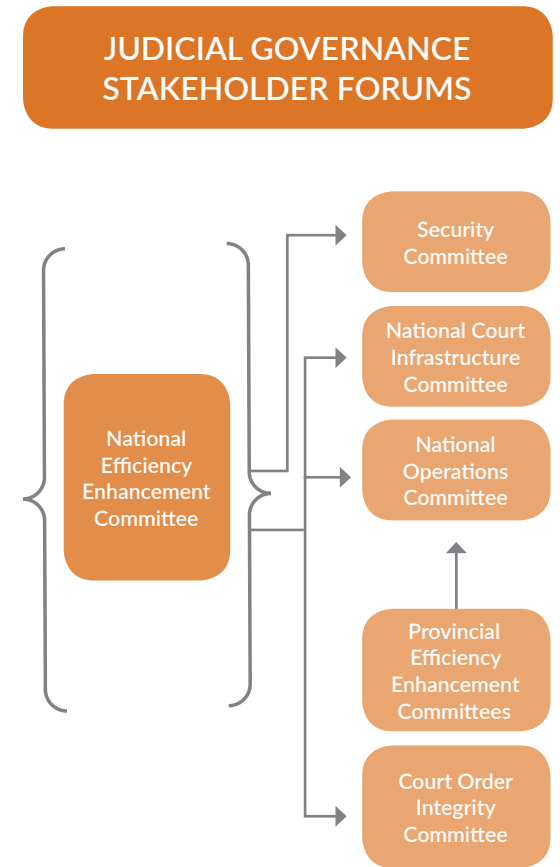 JUDICIAL GOVERNANCE
STAKEHOLDER FORUMS
National
Efficiency
Enhancement
Committee
Security
Committee
National Court
Infrastructure
Committee
National
Operations
Committee
Provincial
Efficiency
Enhancement
Committees
Court Order
Integrity
Committee